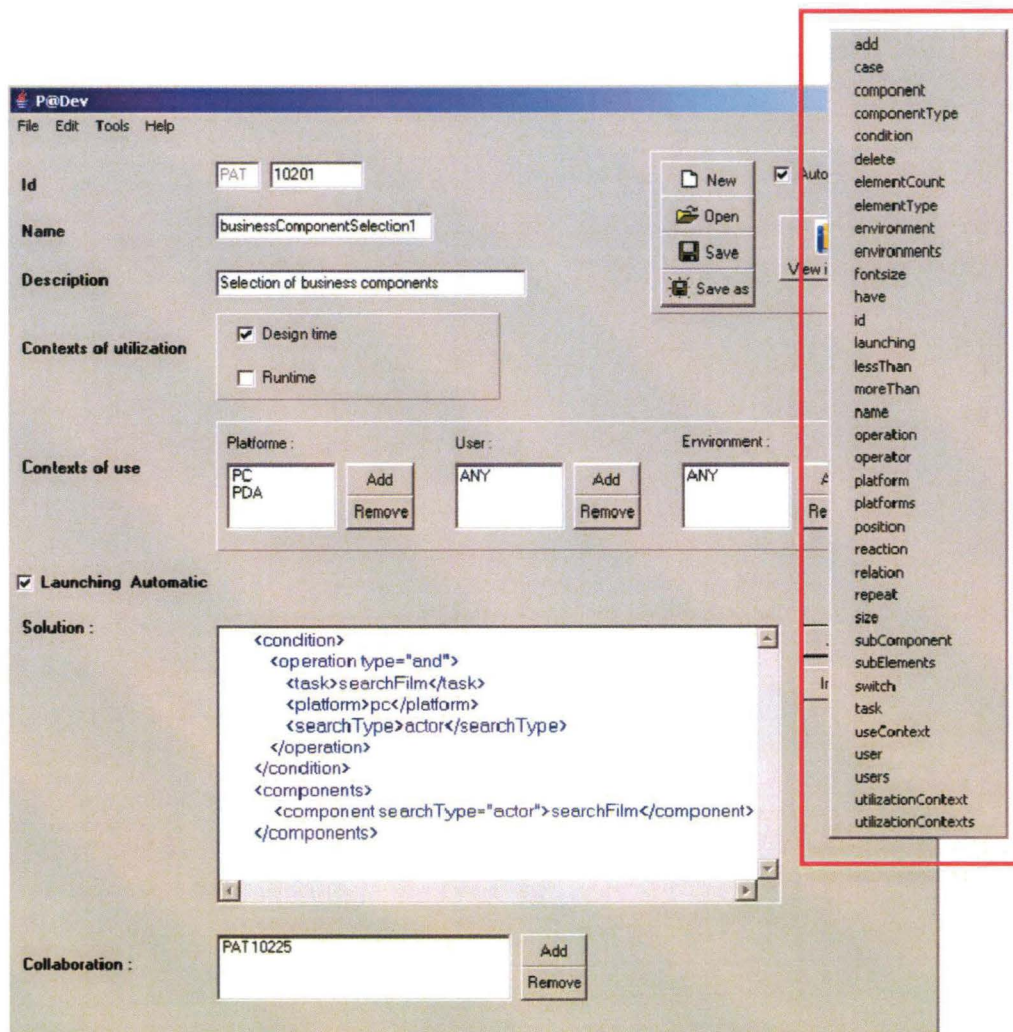 P@Dev
File Edit Tools Help
Id PAT 10201
Name businessComponentSelection1
Description Selection of business components
New
Open
Save
Save as
Contexts of utilization
Design time
Runtime
Contexts of use
Platforme : User : Environment :
PC
PDA
Add
Remove
ANY
Add
Remove
ANY
Launching Automatic
Solution :
<condition>
<operation type="and">
<task>searchFilm</task>
<platform>pc</platform>
<searchType>actor</searchType>
</operation>
</condition>
<components>
<component searchType="actor">searchFilm</component>
</components>
Collaboration :
PAT10225
Add
Remove
add
case
component
componentType
condition
delete
elementCount
elementType
environment
environments
fontsize
have
id
launching
lessThan
moreThan
name
operation
operator
platform
platforms
position
reaction
relation
repeat
size
subComponent
subElements
switch
task
useContext
user
users
utilizationContext
utilizationContexts